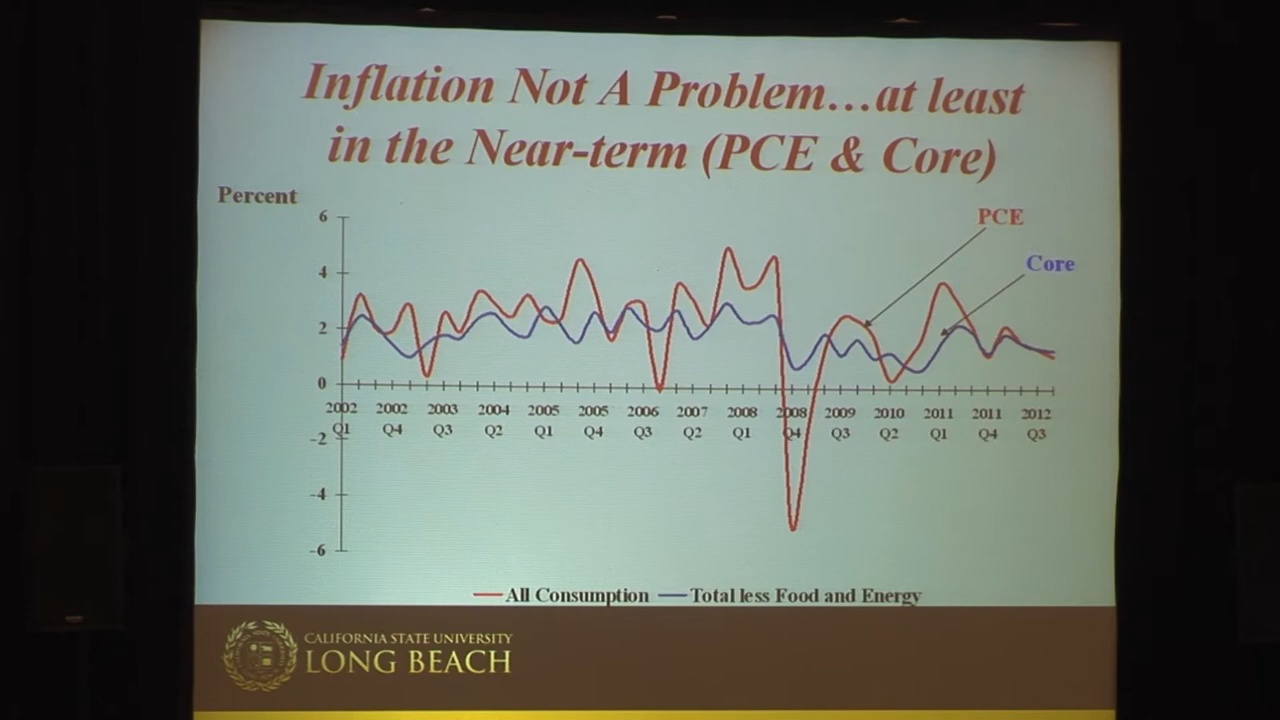 Inflation Not A Problem…at least
in the Near-term (PCE & Core)
Percent
PCE
Core
6
4
2
0
-2
-4
-6
2002 2002 2003 2004 2005 2005 2006 2007 2008 2008 2009 2010 2011 2011 2012
Q1 Q4 Q3 Q2 Q1 Q4 Q3 Q2 Q1 Q4 Q3 Q2 Q1 Q4 Q3
All Consumption Total less Food and Energy
CALIFORNIA STATE UNIVERSITY
LONG BEACH